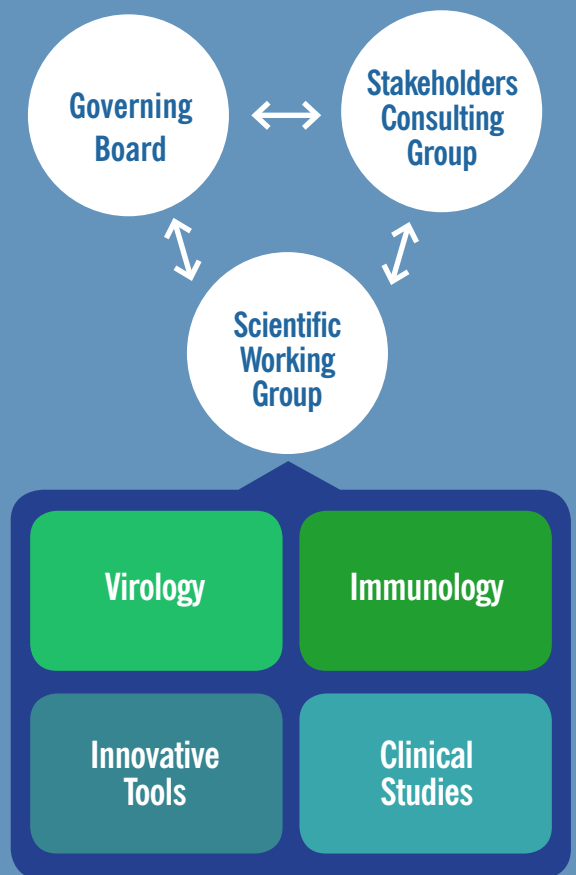 Governing
Board
Stakeholders
Consulting
Group
Scientific
Working
Group
Virology
Immunology
Innovative
Tools
Clinical
Studies